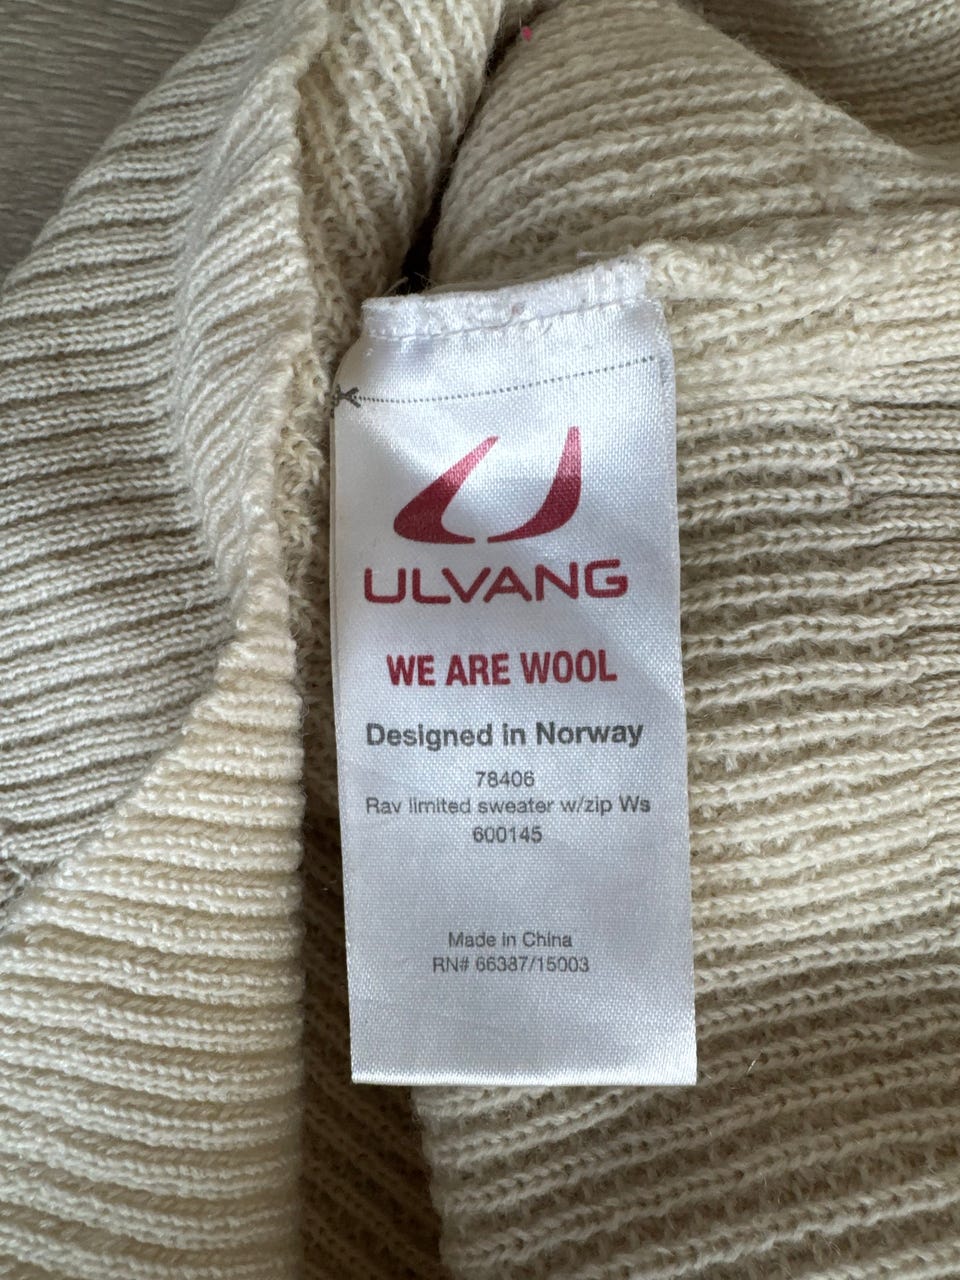 ULVANG
WE ARE WOOL
Designed in Norway
78406
Rav limited sweater w/zip Ws
600145
Made in China
RN# 66387/15003